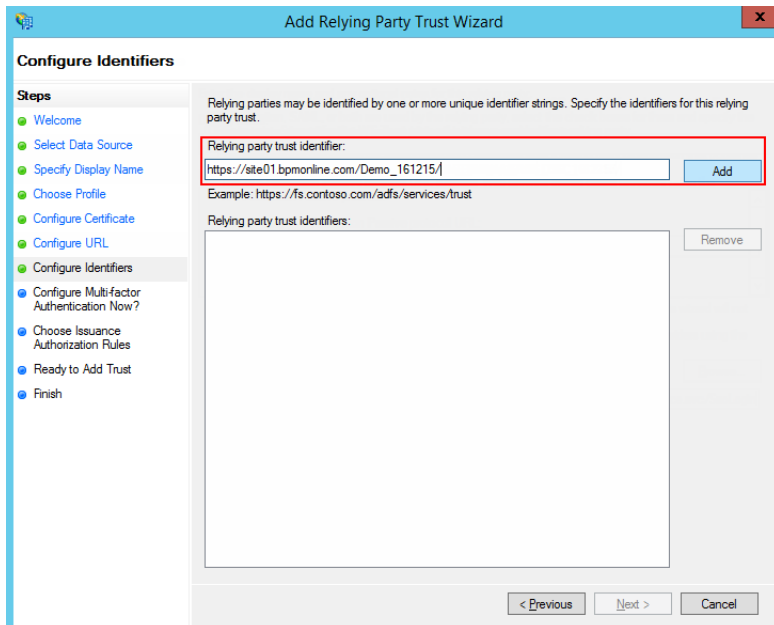 Add Relying Party Trust Wizard
x
Configure Identifiers
Steps
Welcome
Select Data Source
Specify Display Name
Choose Profile
Configure Certificate
Configure URL
Configure Identifiers
Configure Multi-factor
Authentication Now?
Choose Issuance
Authorization Rules
Ready to Add Trust
Finish
Relying parties may be identified by one or more unique identifier strings. Specify the identifiers for this relying
party trust.
Relying party trust identifier:
https://site01.bpmonline.com/Demo_161215/
Add
Example: https://fs.contoso.com/adfs/services/trust
Relying party trust identifiers:
Remove
< Previous
Next >
Cancel